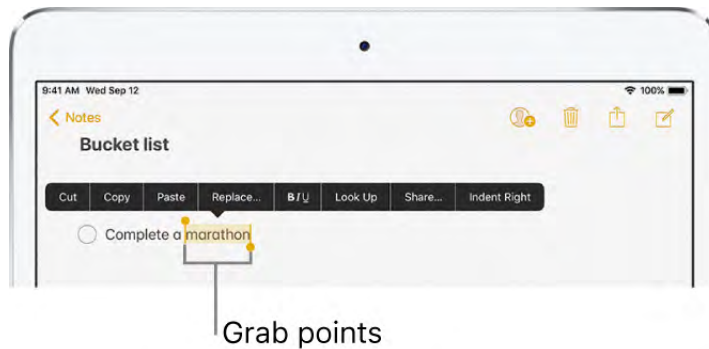 9:41 AM Wed Sep 12 100%
Notes
Bucket list
Cut Copy Paste Replace... B I U Look Up Share... Indent Right
Complete a marathon
Grab points